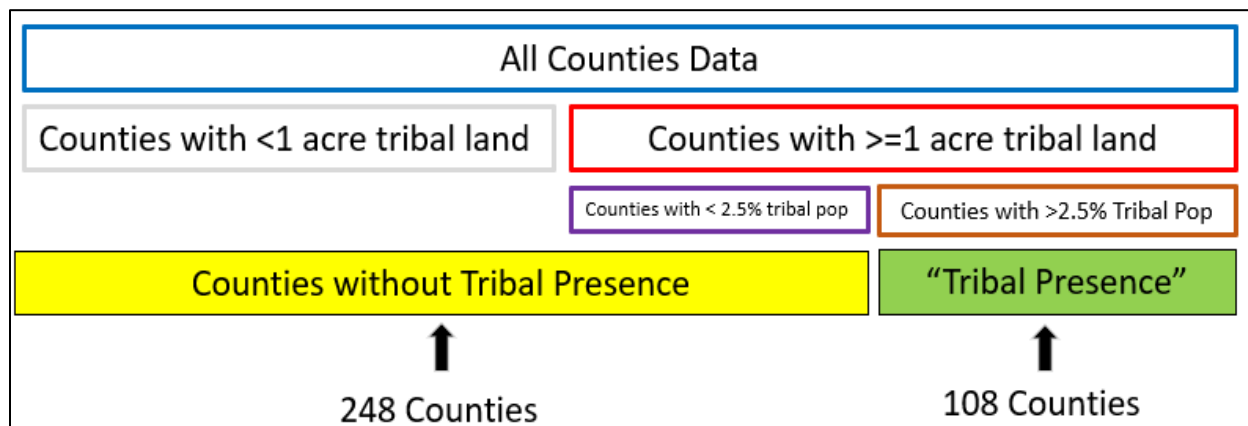 All Counties Data
Counties with <1 acre tribal land
Counties with >=1 acre tribal land
Counties with < 2.5% tribal pop
Counties with >2.5% Tribal Pop
Counties without Tribal Presence
“Tribal Presence”
248 Counties
108 Counties